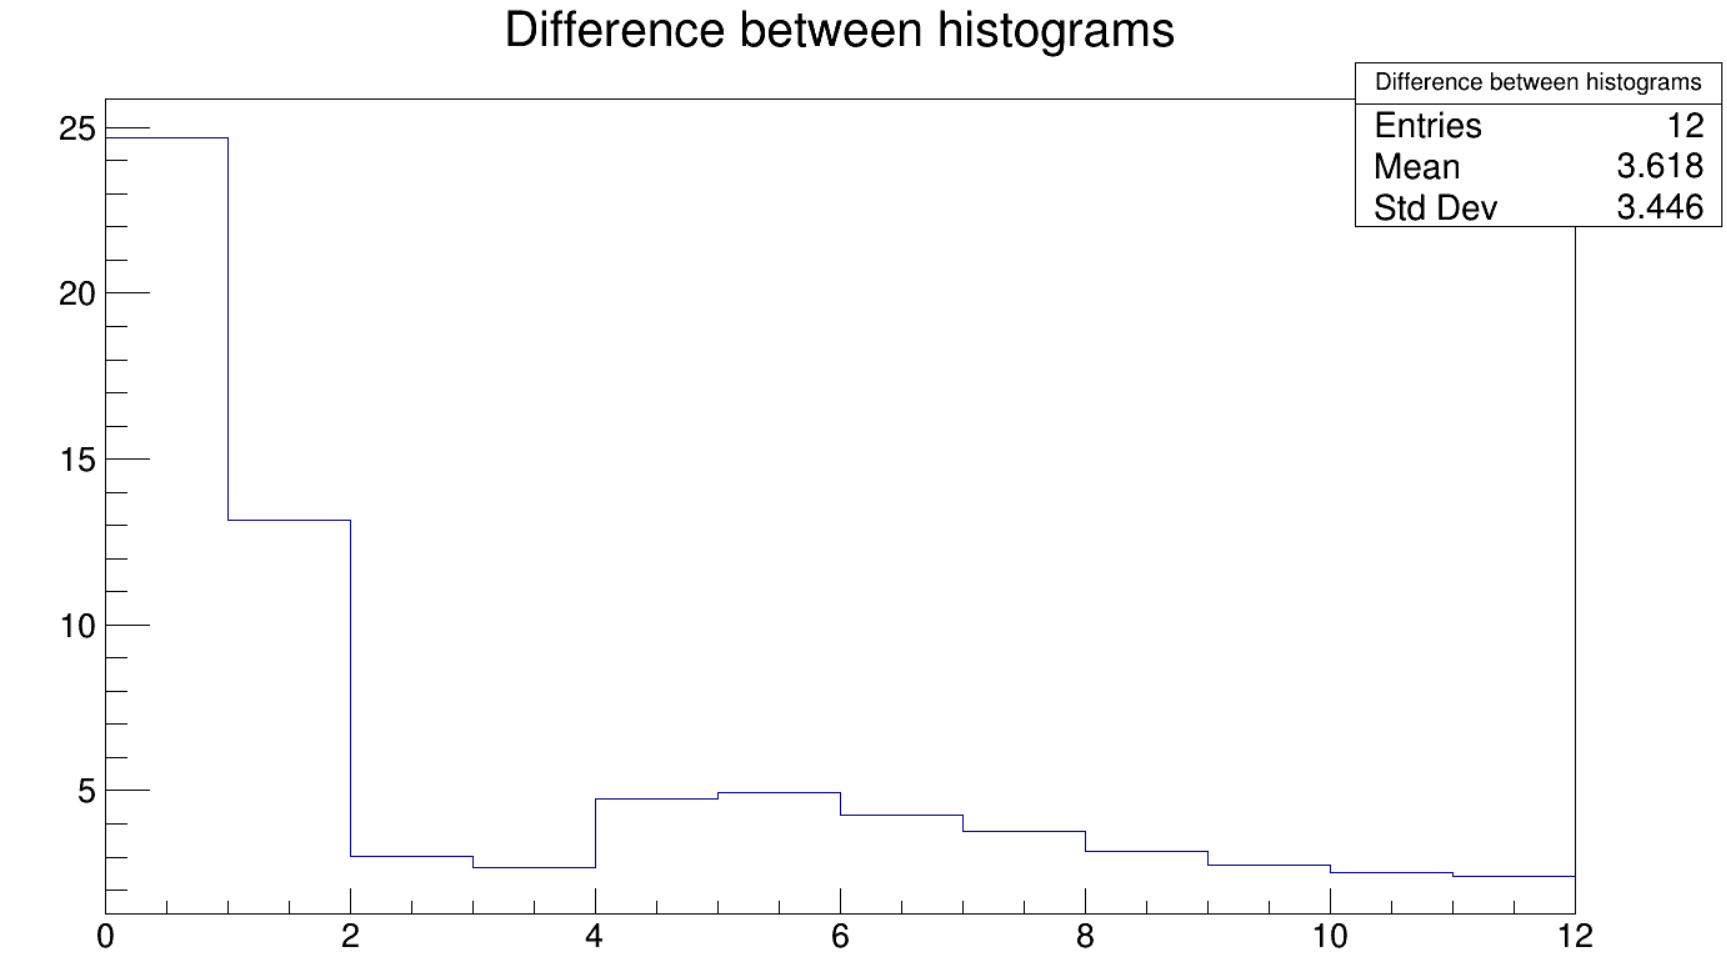 Difference between histograms
Difference between histograms
Entries 12
Mean 3.618
Std Dev 3.446
25
20
15
10
5
0 2 4 6 8 10 12